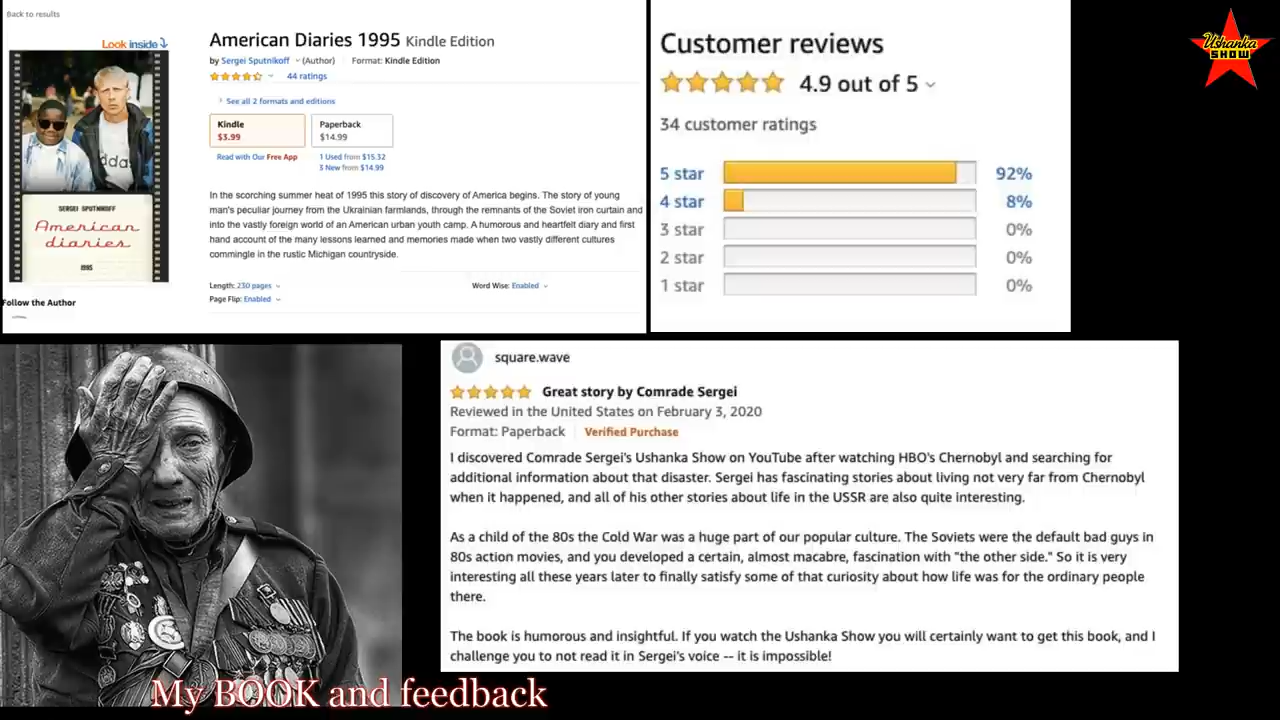 Back to results
Look inside
American Diaries 1995 Kindle Edition
by Sergei Sputnikoff (Author) Format: Kindle Edition
44 ratings
See all 2 formats and editions
Kindle
$3.99
Paperback
$14.99
Read with Our Free App
1 Used from $15.32
3 New from $14.99
In the scorching summer heat of 1995 this story of discovery of America begins. The story of young
man's peculiar journey from the Ukrainian farmlands, through the remnants of the Soviet iron curtain and
into the vastly foreign world of an American urban youth camp. A humorous and heartfelt diary and first
hand account of the many lessons learned and memories made when two vastly different cultures
commingle in the rustic Michigan countryside.
Length: 230 pages
Word Wise: Enabled
Page Flip: Enabled
ddas
SERGEI SPUTNIKOFF
American
diaries
1995
Follow the Author
Customer reviews
4.9 out of 5
34 customer ratings
5 star 92%
4 star 8%
3 star 0%
2 star 0%
1 star 0%
Ushanka
SHOW
square.wave
Great story by Comrade Sergei
Reviewed in the United States on February 3, 2020
Format: Paperback Verified Purchase
I discovered Comrade Sergei's Ushanka Show on YouTube after watching HBO's Chernobyl and searching for
additional information about that disaster. Sergei has fascinating stories about living not very far from Chernobyl
when it happened, and all of his other stories about life in the USSR are also quite interesting.
As a child of the 80s the Cold War was a huge part of our popular culture. The Soviets were the default bad guys in
80s action movies, and you developed a certain, almost macabre, fascination with "the other side." So it is very
interesting all these years later to finally satisfy some of that curiosity about how life was for the ordinary people
there.
The book is humorous and insightful. If you watch the Ushanka Show you will certainly want to get this book, and I
challenge you to not read it in Sergei's voice -- it is impossible!
My BOOK and feedback